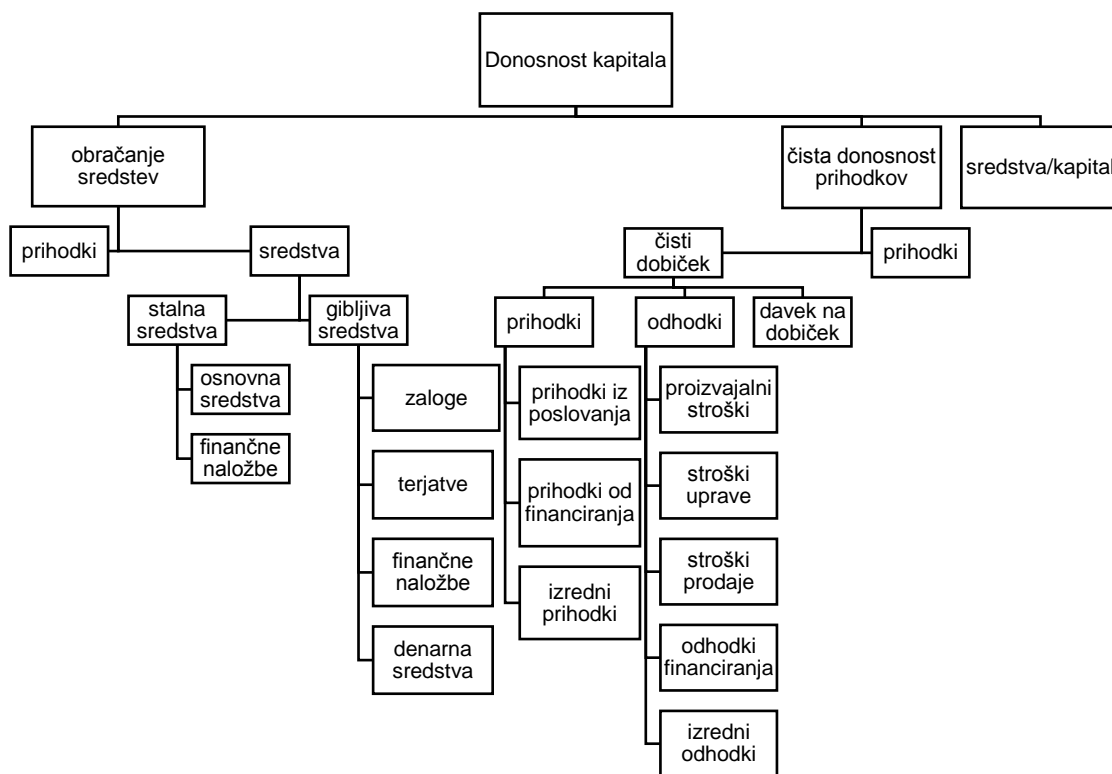 Donosnost kapitala
obračanje
sredstev
čista donosnost
prihodkov
sredstva/kapital
prihodki
sredstva
čisti
dobiček
prihodki
stalna
sredstva
gibljiva
sredstva
prihodki
odhodki
davek na
dobiček
osnovna
sredstva
finančne
naložbe
zaloge
terjatve
finančne
naložbe
denarna
sredstva
prihodki iz
poslovanja
prihodki od
financiranja
izredni
prihodki
proizvajalni
stroški
stroški
uprave
stroški
prodaje
odhodki
financiranja
izredni
odhodki